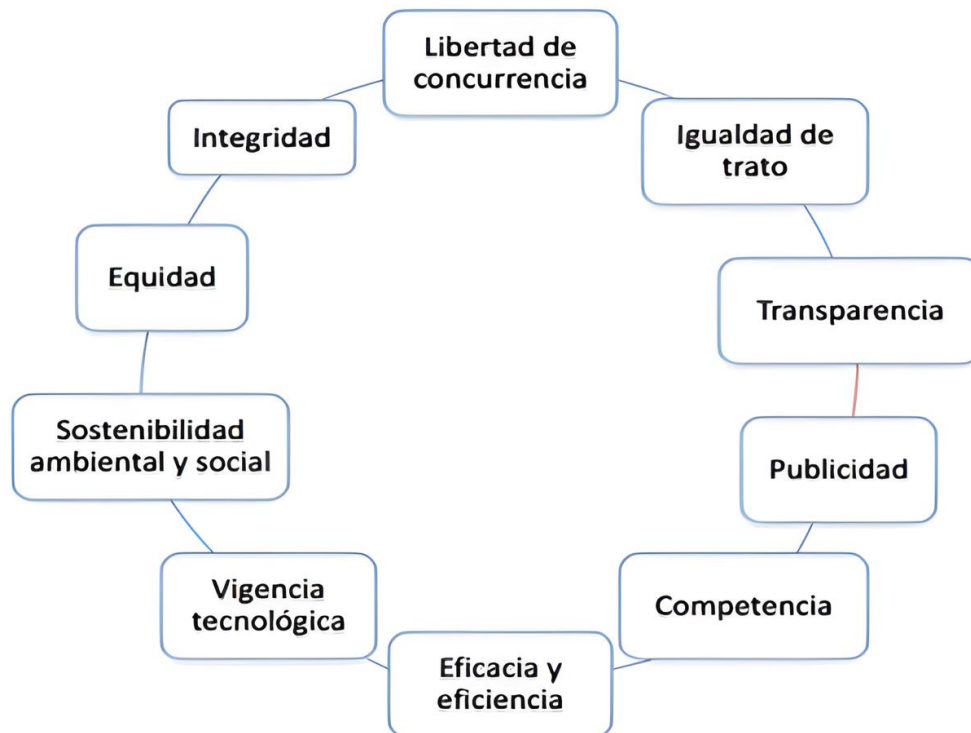 Libertad de
concurrencia
Igualdad de
trato
Transparencia
Publicidad
Competencia
Eficacia y
eficiencia
Vigencia
tecnológica
Sostenibilidad
ambiental y social
Equidad
Integridad